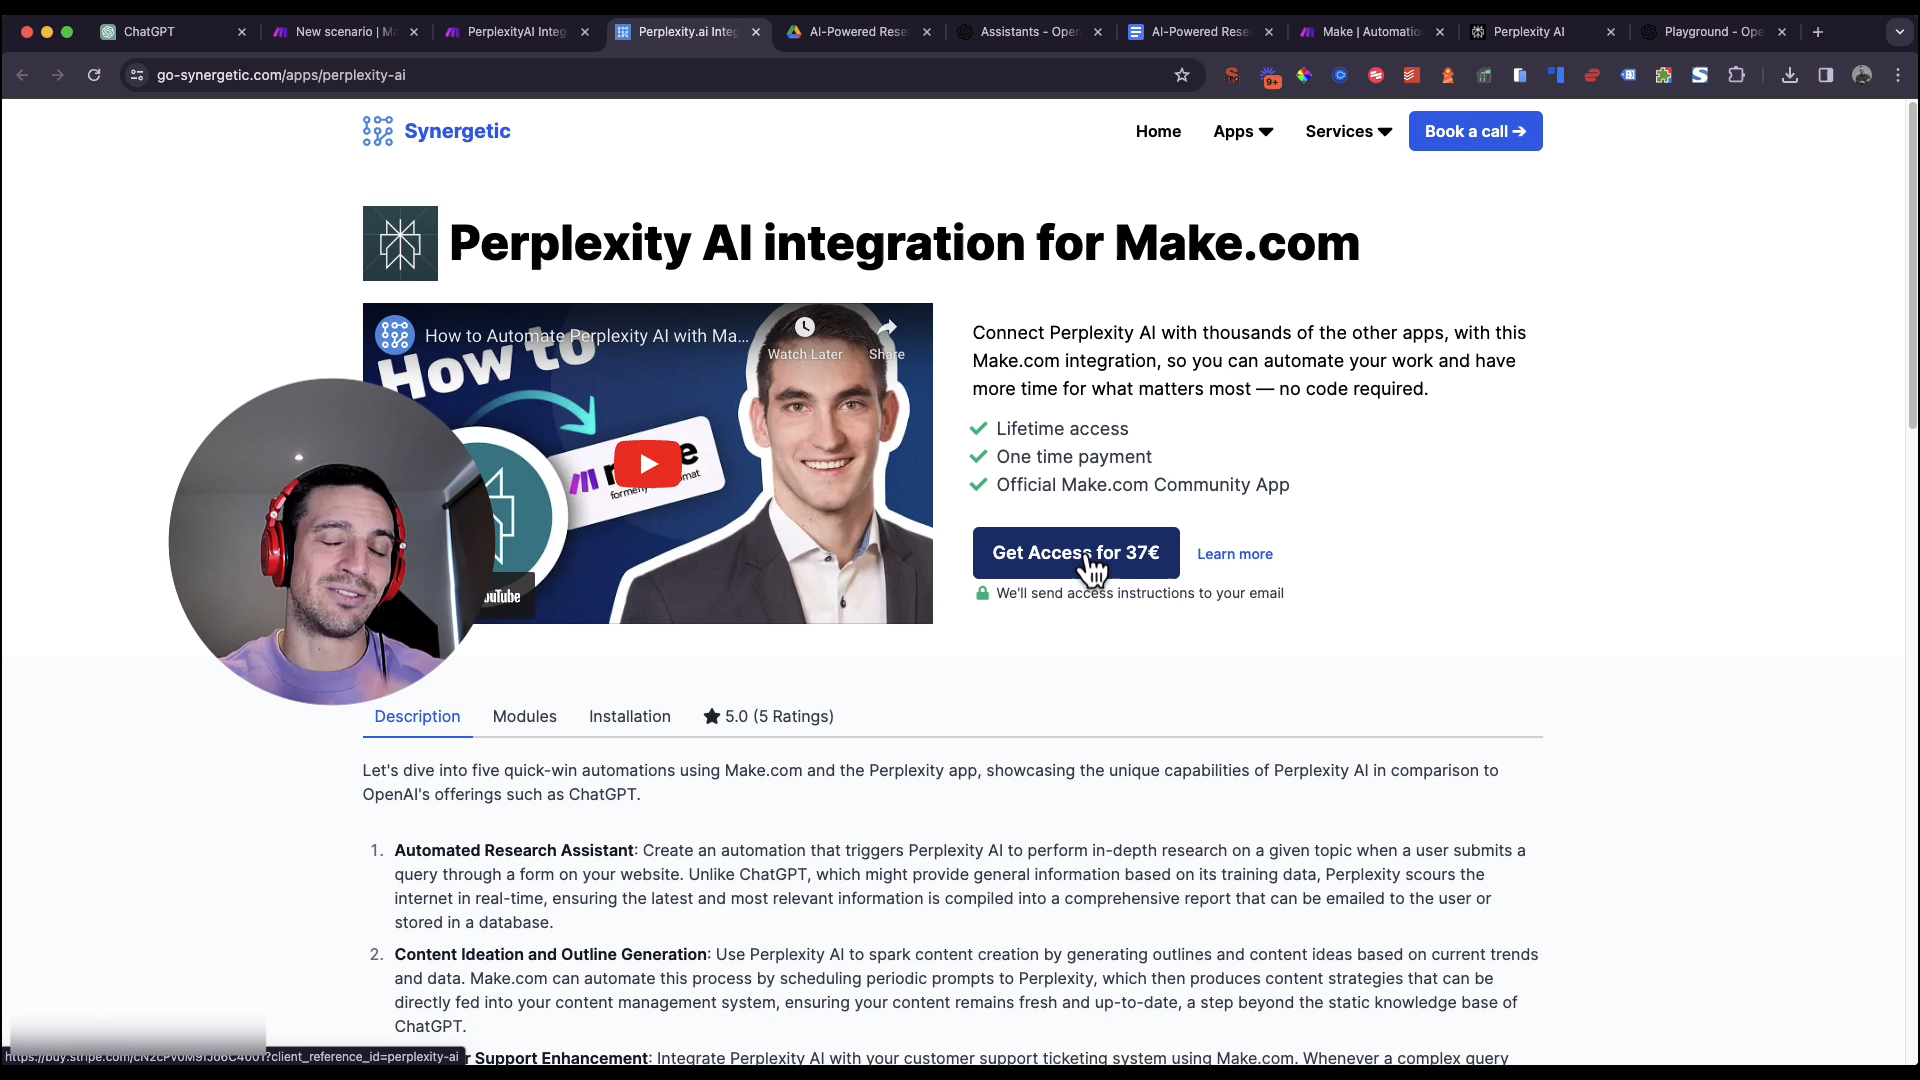 ChatGPT
New scenario | M
PerplexityAI Integ
Perplexity.ai Integ
AI-Powered Rese
Assistants - Open
AI-Powered Rese
Make | Automatio
Perplexity AI
Playground - Ope
go-synergetic.com/apps/perplexity-ai
9+
Synergetic
Home
Apps
Services
Book a call →
Perplexity AI integration for Make.com
How to Automate Perplexity AI with Ma...
Watch Later
Share
How to
formerly
uTube
Connect Perplexity AI with thousands of the other apps, with this
Make.com integration, so you can automate your work and have
more time for what matters most — no code required.
Lifetime access
One time payment
Official Make.com Community App
Get Access for 37€
Learn more
We'll send access instructions to your email
Description
Modules
Installation
★ 5.0 (5 Ratings)
Let's dive into five quick-win automations using Make.com and the Perplexity app, showcasing the unique capabilities of Perplexity AI in comparison to
OpenAI's offerings such as ChatGPT.
1. Automated Research Assistant: Create an automation that triggers Perplexity AI to perform in-depth research on a given topic when a user submits a
query through a form on your website. Unlike ChatGPT, which might provide general information based on its training data, Perplexity scours the
internet in real-time, ensuring the latest and most relevant information is compiled into a comprehensive report that can be emailed to the user or
stored in a database.
2. Content Ideation and Outline Generation: Use Perplexity AI to spark content creation by generating outlines and content ideas based on current trends
and data. Make.com can automate this process by scheduling periodic prompts to Perplexity, which then produces content strategies that can be
directly fed into your content management system, ensuring your content remains fresh and up-to-date, a step beyond the static knowledge base of
ChatGPT.
r Support Enhancement: Integrate Perplexity AI with your customer support ticketing system using Make.com. Whenever a complex query